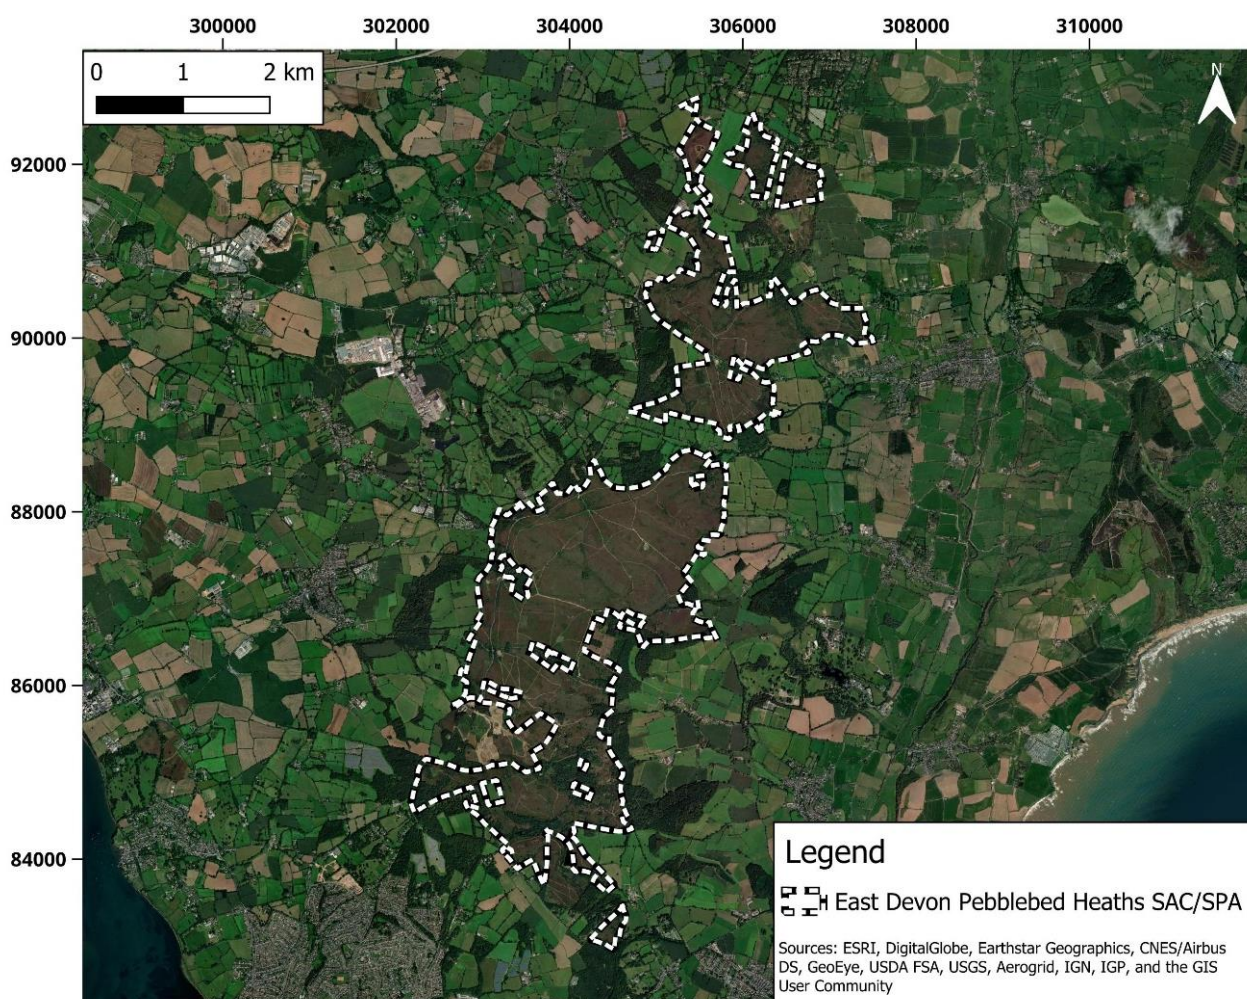 300000 302000 304000 306000 308000 310000
0 1 2 km
N
92000
90000
88000
86000
84000
Legend
East Devon Pebblebed Heaths SAC/SPA
Sources: ESRI, DigitalGlobe, Earthstar Geographics, CNES/Airbus
DS, GeoEye, USDA FSA, USGS, Aerogrid, IGN, IGP, and the GIS
User Community